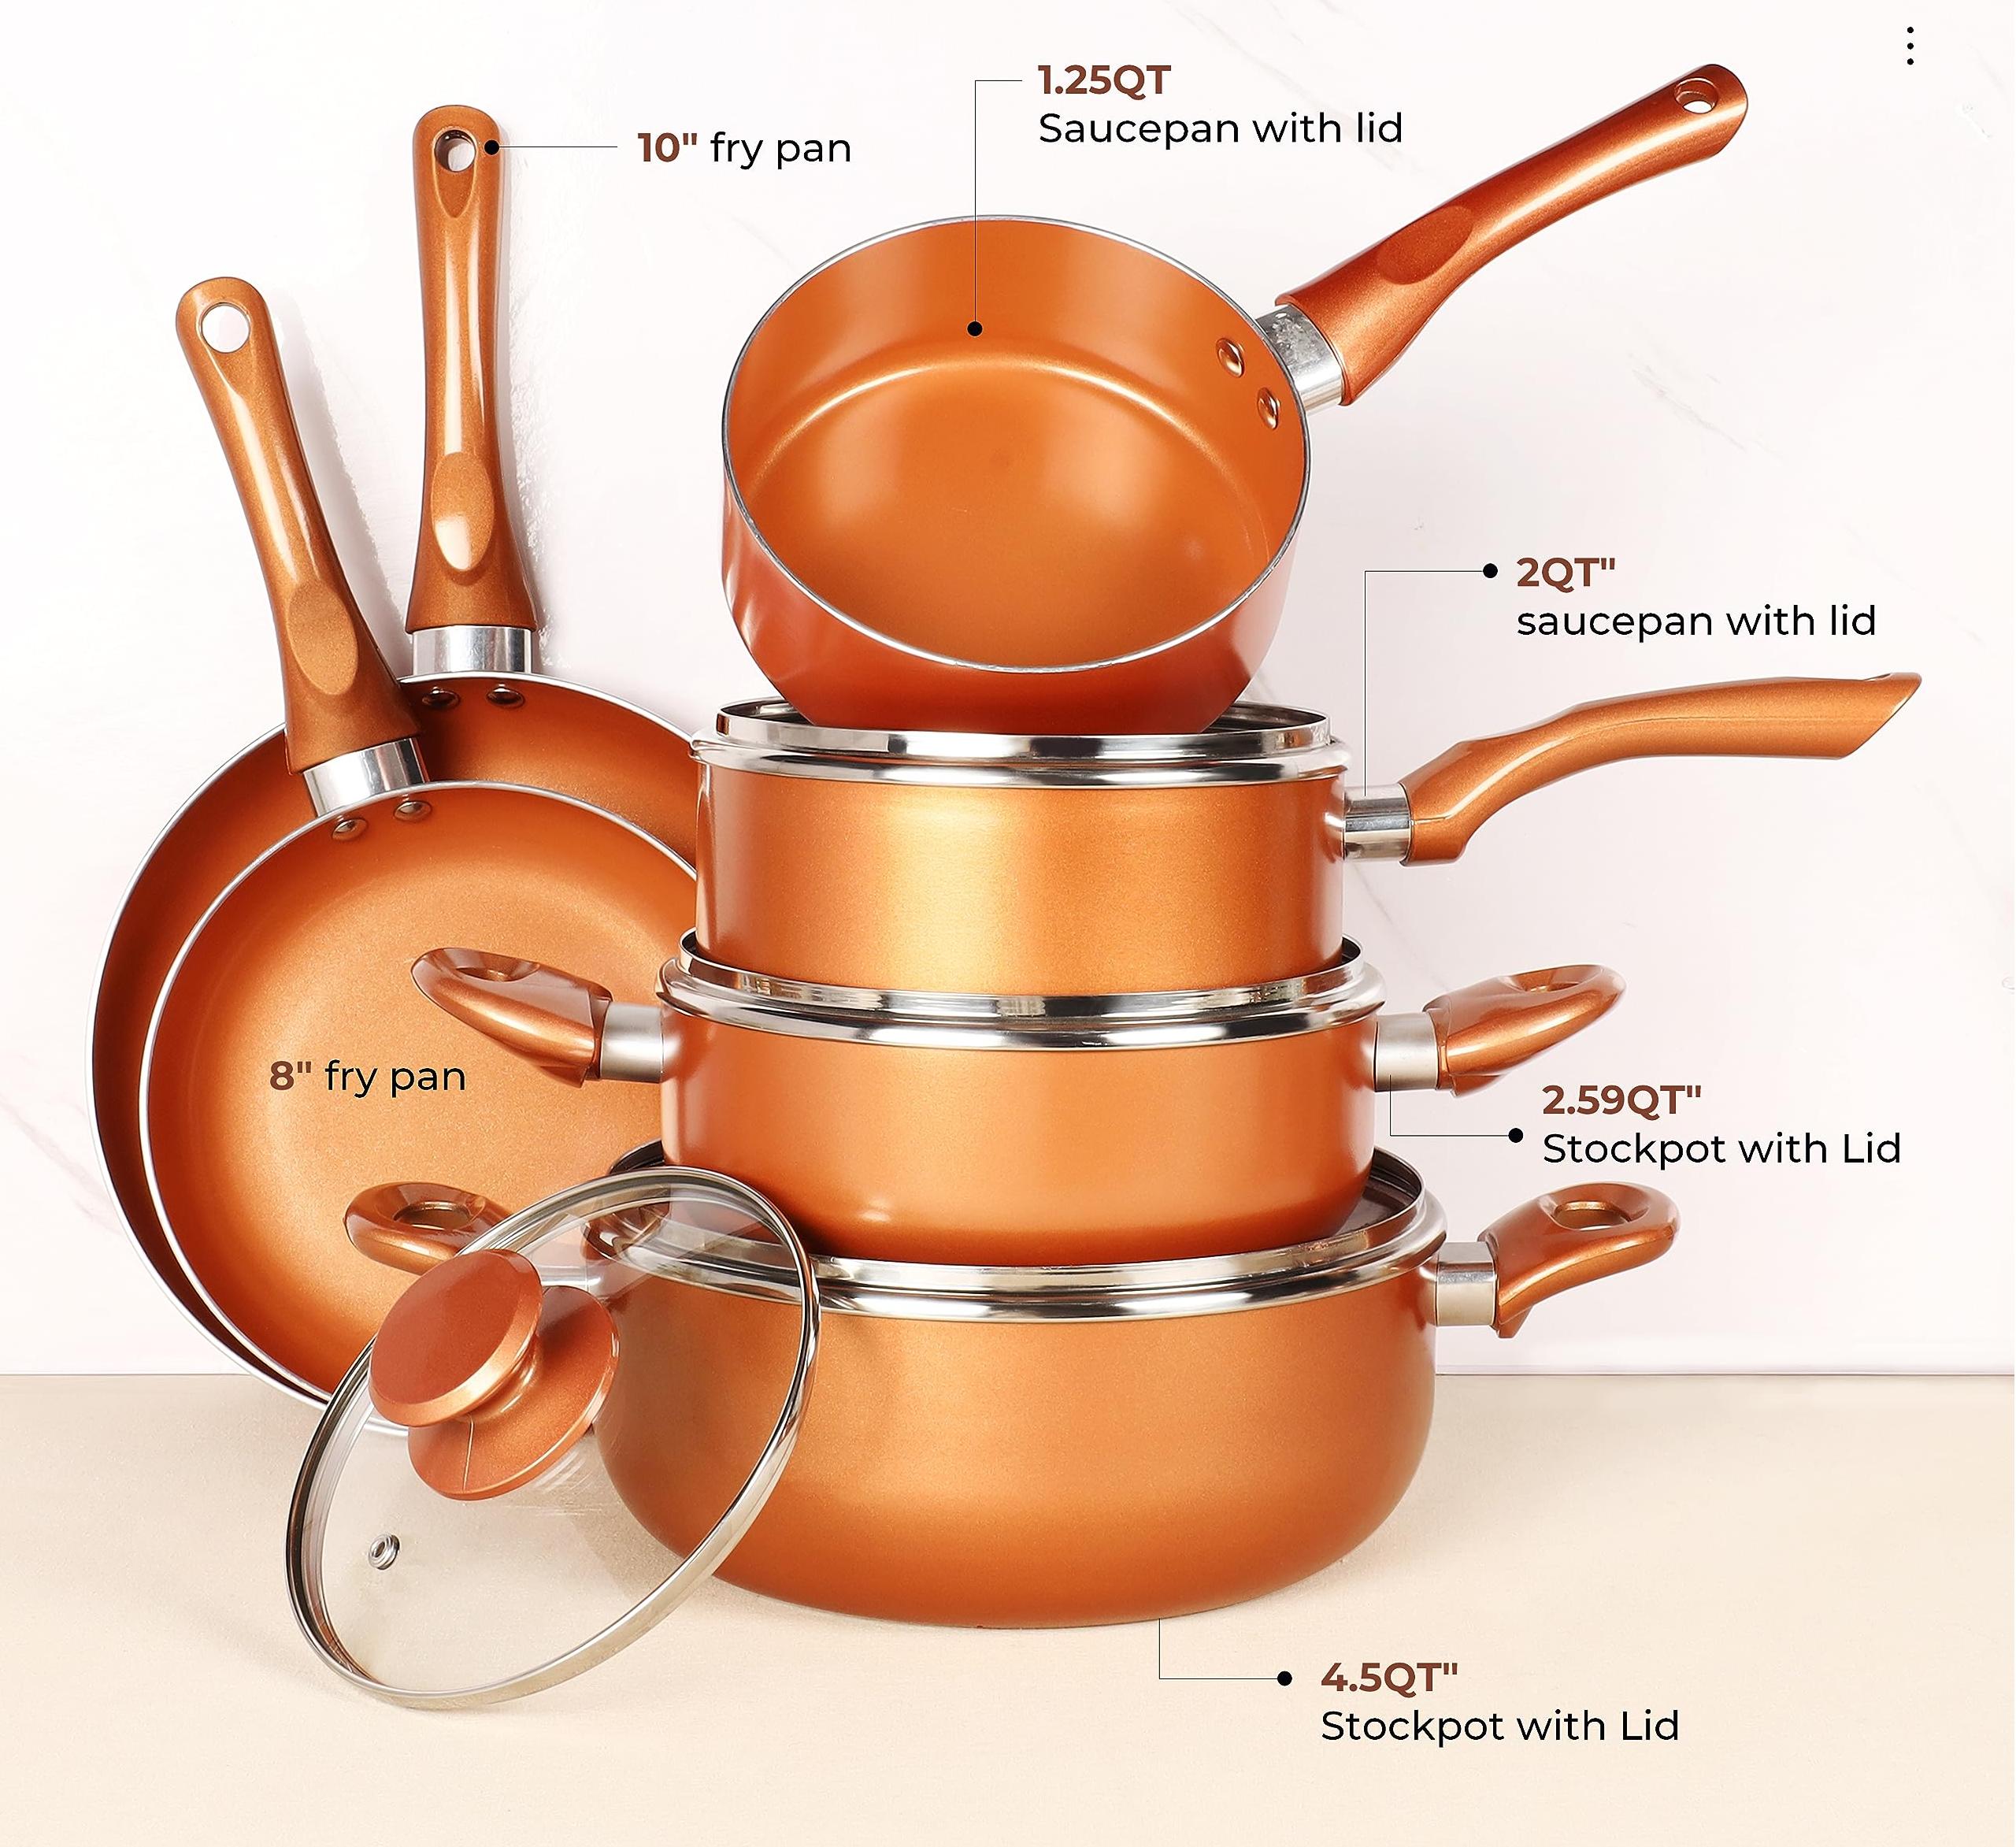 1.25QT
Saucepan with lid
10" fry pan
2QT"
saucepan with lid
8" fry pan
2.59QT"
Stockpot with Lid
4.5QT"
Stockpot with Lid